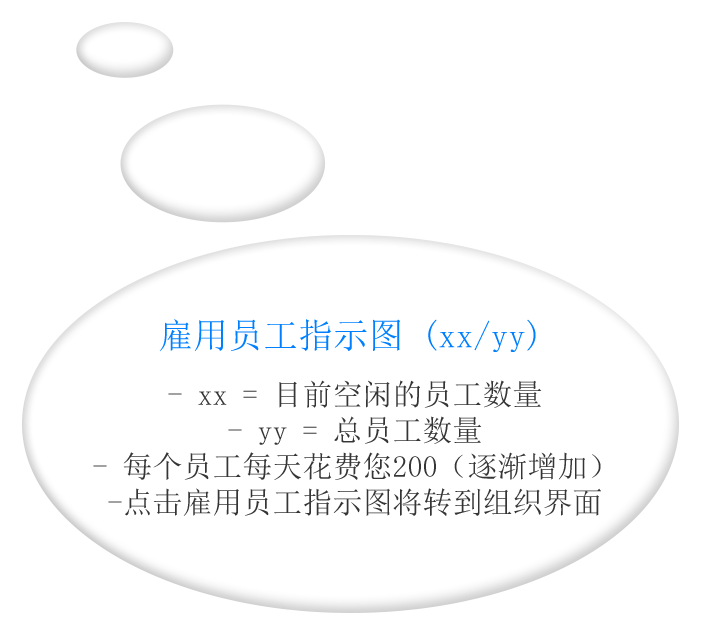 雇用员工指示图 (xx/yy)
- xx = 目前空闲的员工数量
- yy = 总员工数量
- 每个员工每天花费您200（逐渐增加）
-点击雇用员工指示图将转到组织界面